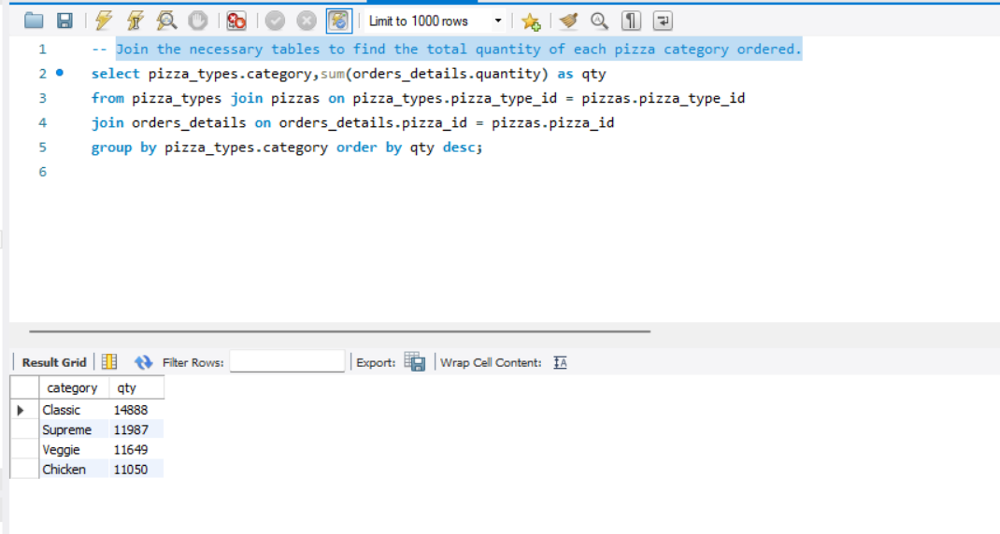 Limit to 1000 rows
1 -- Join the necessary tables to find the total quantity of each pizza category ordered.
2 select pizza_types.category,sum(orders_details.quantity) as qty
3 from pizza_types join pizzas on pizza_types.pizza_type_id = pizzas.pizza_type_id
4 join orders_details on orders_details.pizza_id = pizzas.pizza_id
5 group by pizza_types.category order by qty desc;
6
Result Grid Filter Rows: Export: Wrap Cell Content: IA
category qty
Classic 14888
Supreme 11987
Veggie 11649
Chicken 11050